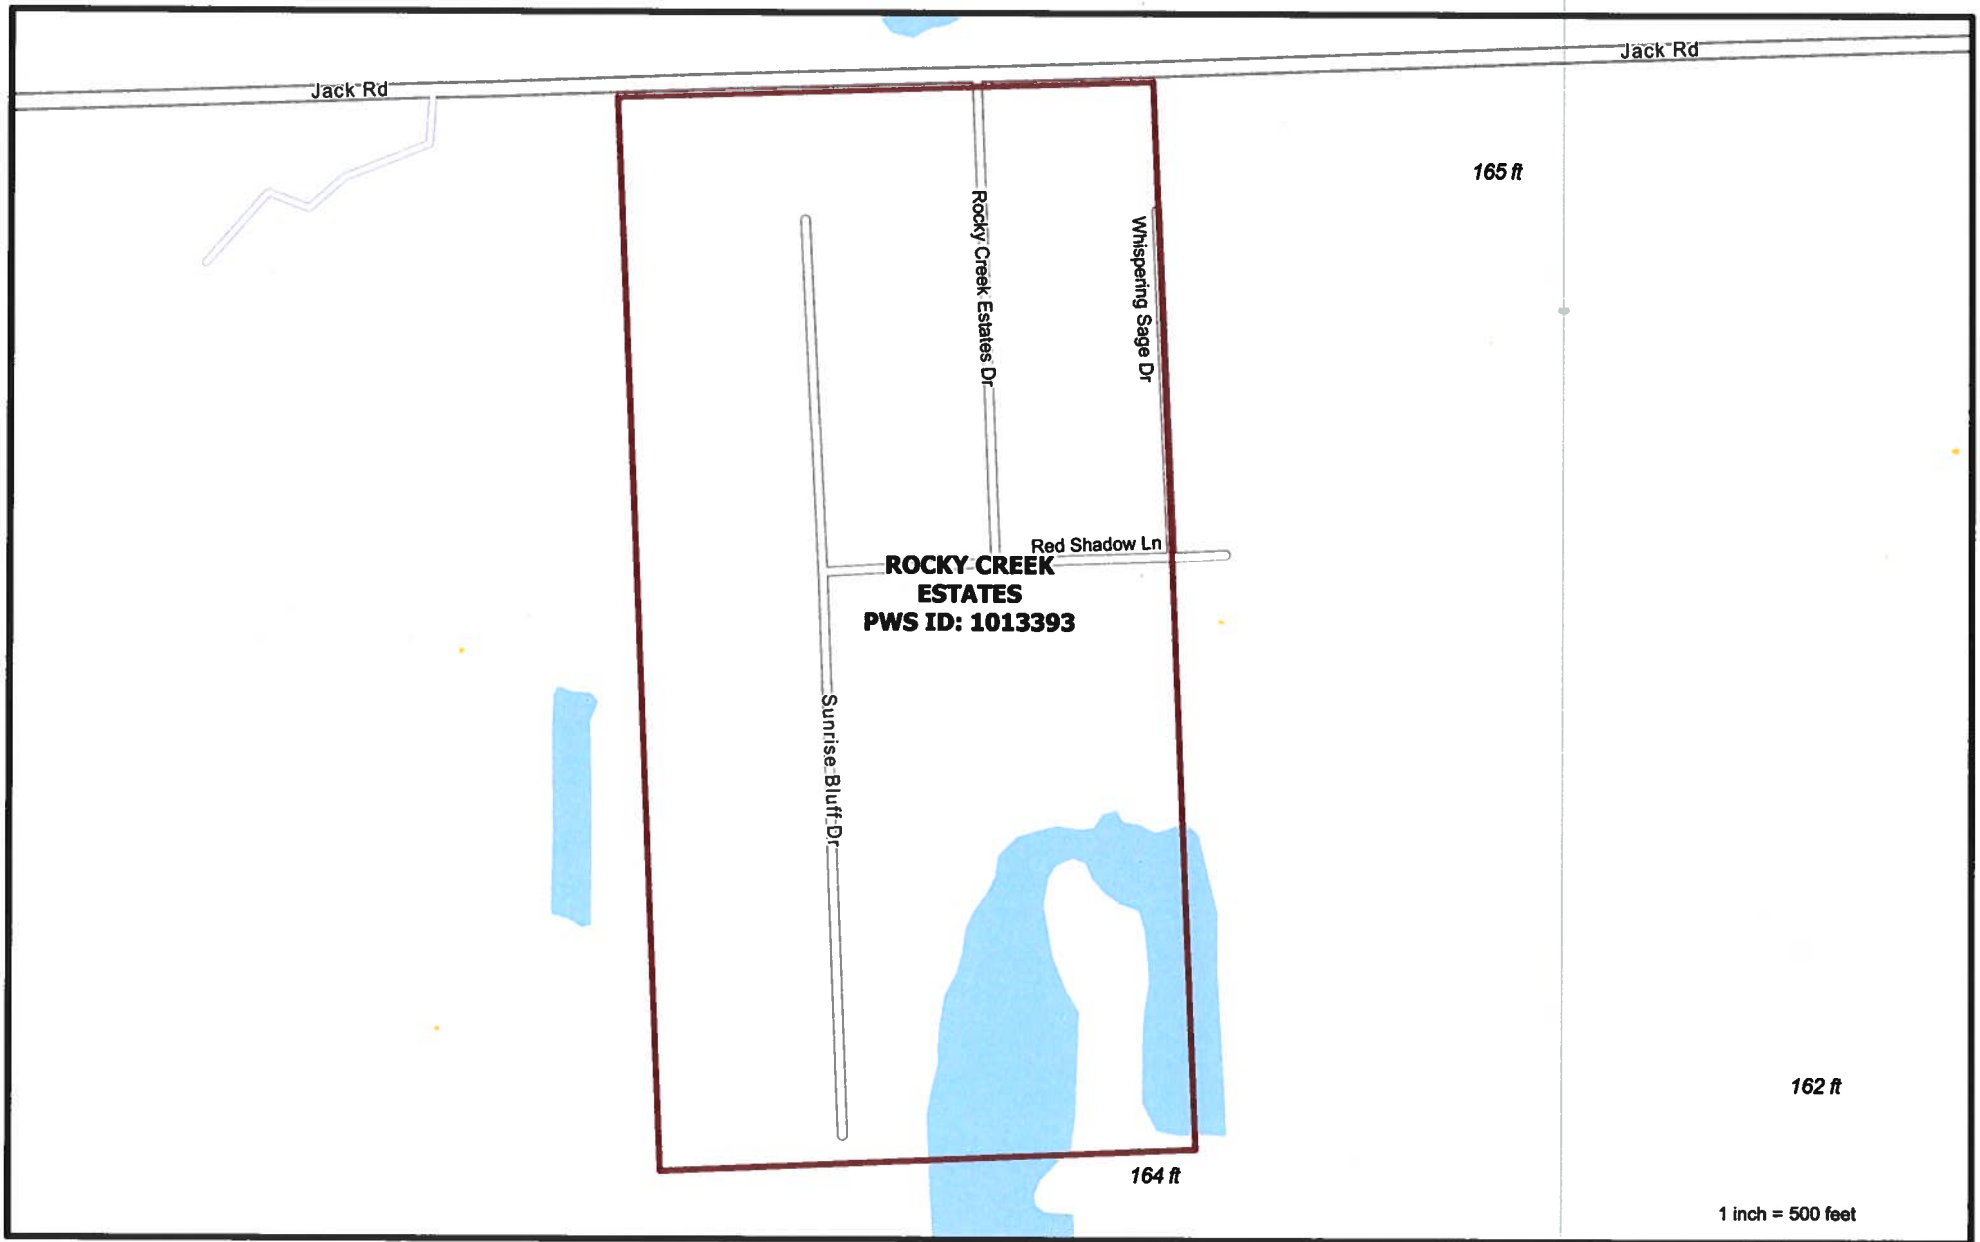 Jack Rd
Jack Rd
165 ft
Rocky Creek Estates Dr
Whispering Sage Dr
Red Shadow Ln
ROCKY CREEK
ESTATES
PWS ID: 1013393
Sunrise Bluff Dr
162 ft
164 ft
1 inch = 500 feet